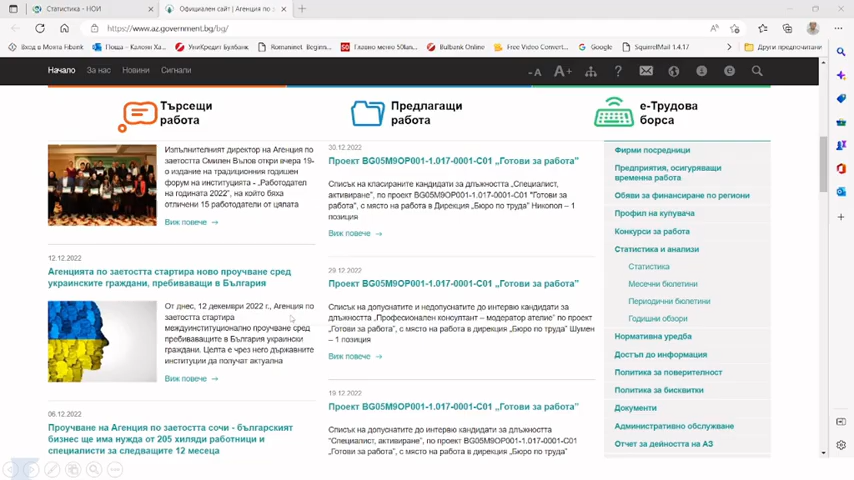 Статистика - НОИ
Официален сайт | Агенция по з
https://www.az.government.bg/bg/
Вход в Моята Fibank
Поща – Калоян Ха...
УниКредит Булбанк
Romaninet Beginn...
Главно меню 50lan...
Bulbank Online
Free Video Convert...
Google
SquirrelMail 1.4.17
Други предпочитани
Начало
За нас
Новини
Сигнали
- A
A+
Търсещи
работа
Предлагащи
работа
е-Трудова
борса
Изпълнителният директор на Агенция по
заетостта Смилен Вълов откри вчера 19-
о издание на традиционния годишен
форум на институцията - „Работодател
на годината 2022", на който бяха
отличени 15 работодатели от цялата
Виж повече →
12.12.2022
Агенцията по заетостта стартира ново проучване сред
украинските граждани, пребиваващи в България
От днес, 12 декември 2022 г., Агенция по
заетостта стартира
междуинституционално проучване сред
пребиваващите в България украински
граждани. Целта е чрез него държавните
институции да получат актуална
Виж повече →
06.12.2022
Проучване на Агенция по заетостта сочи - българският
бизнес ще има нужда от 205 хиляди работници и
специалисти за следващите 12 месеца
30.12.2022
Проект BG05M9OP001-1.017-0001-C01 „Готови за работа"
Списък на класираните кандидати за длъжността „Специалист,
активиране", по проект BG05M9OP001-1.017-0001-C01 "Готови за
работа", с място на работа в Дирекция „Бюро по труда" Никопол – 1
позиция
Виж повече →
29.12.2022
Проект BG05M9OP001-1.017-0001-C01 „Готови за работа"
Списък на допуснатите и недопуснатите до интервю кандидати за
длъжността „Професионален консултант – модератор ателие" по проект
„Готови за работа", с място на работа в дирекция „Бюро по труда" Шумен
– 1 позиция
Виж повече →
19.12.2022
Проект BG05M9OP001-1.017-0001-C01 „Готови за работа"
Списък на допуснатите до интервю кандидати за длъжността
"Специалист, активиране", по проект BG05M9OP001-1.017-0001-C01
"Готови за работа", с място на работа в дирекция „Бюро по труда"
Фирми посредници
Предприятия, осигуряващи
временна работа
Обяви за финансиране по региони
Профил на купувача
Конкурси за работа
Статистика и анализи
Статистика
Месечни бюлетини
Периодични бюлетини
Годишни обзори
Нормативна уредба
Достъп до информация
Политика за поверителност
Политика за бисквитки
Документи
Административно обслужване
Отчет за дейността на АЗ